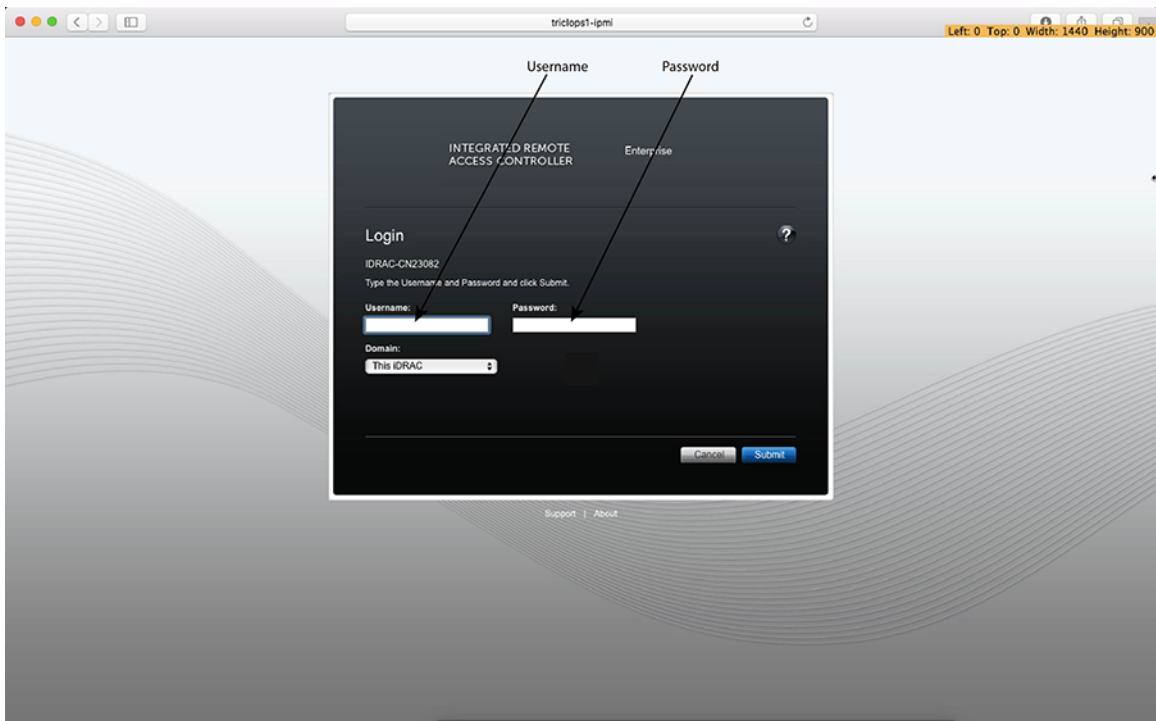 triclops1-ipmi
Left: 0 Top: 0 Width: 1440 Height: 900
Username Password
INTEGRATED REMOTE
ACCESS CONTROLLER
Enterprise
Login
?
IDRAC-CN23082
Type the Username and Password and click Submit.
Username: Password:
Domain:
This iDRAC
Cancel Submit
Support | About